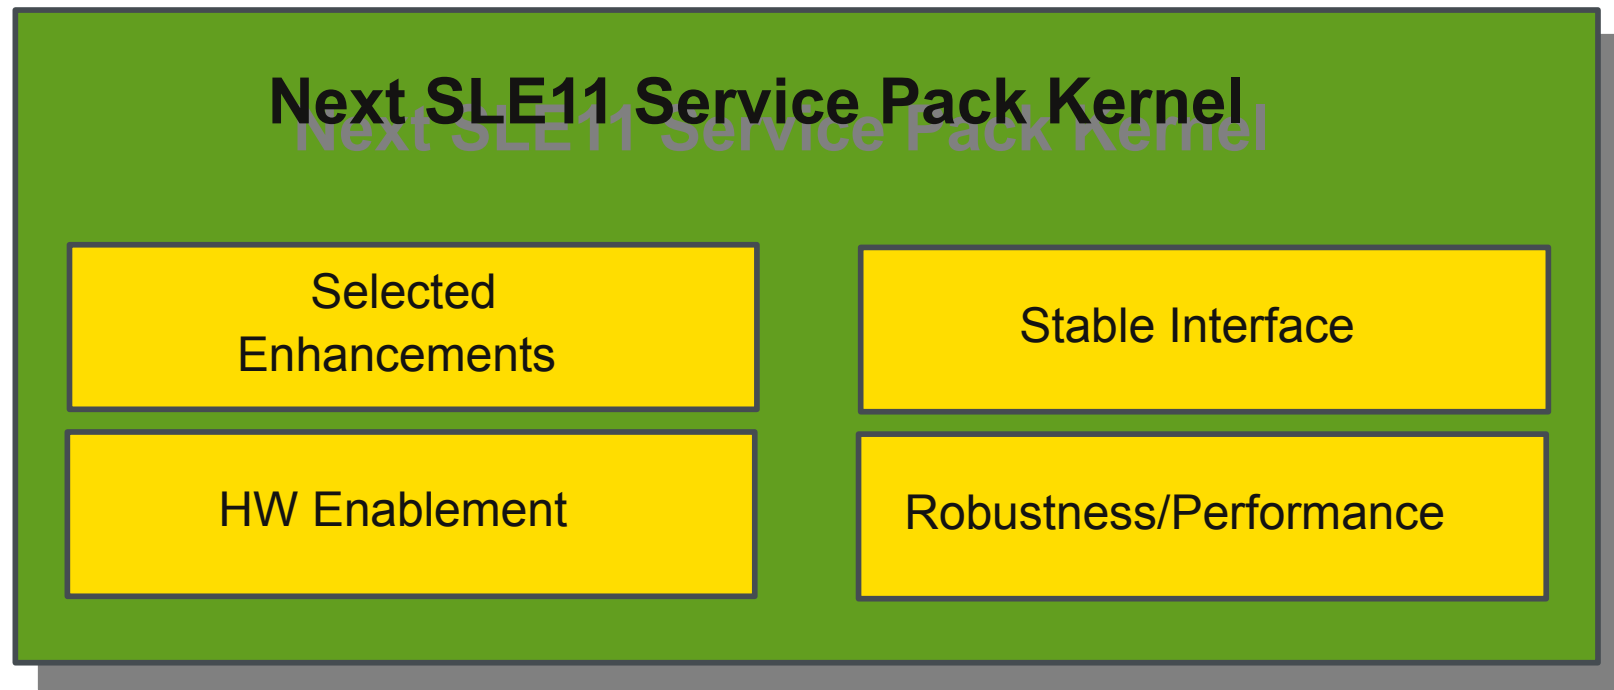 Next SLE11 Service Pack Kernel
Selected
Enhancements
Stable Interface
HW Enablement
Robustness/Performance